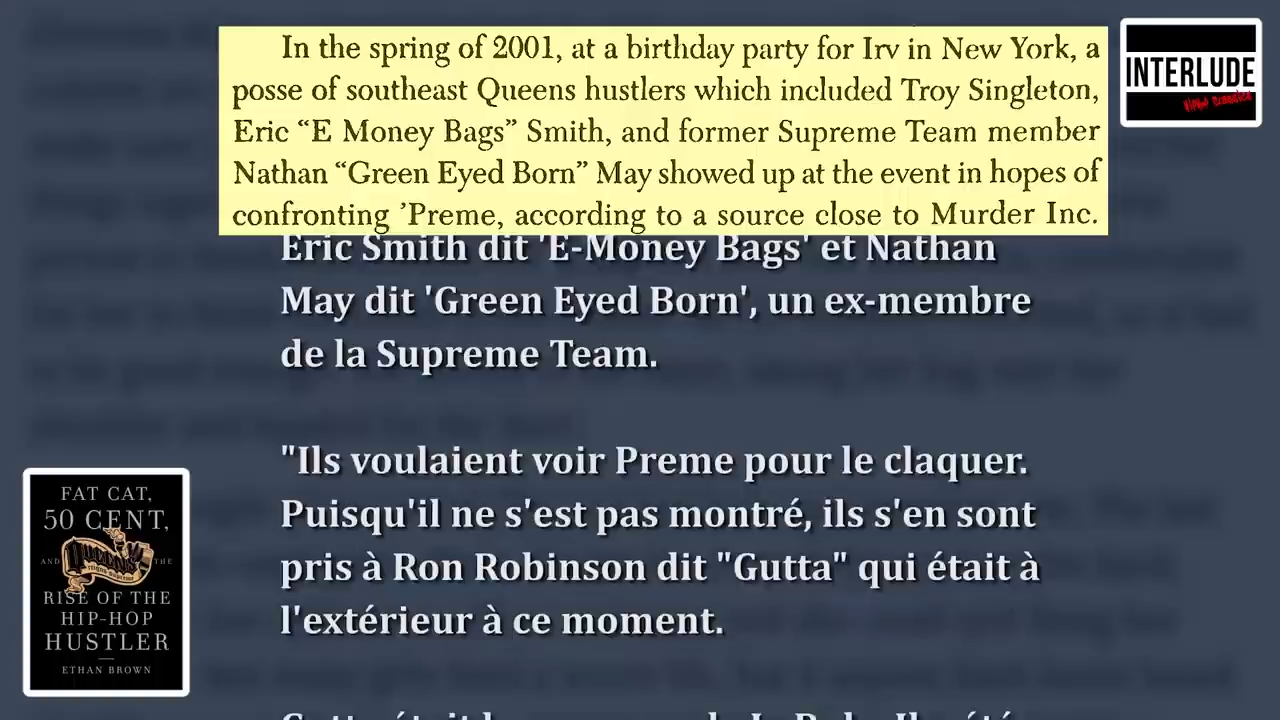 In the spring of 2001, at a birthday party for Irv in New York, a
posse of southeast Queens hustlers which included Troy Singleton,
Eric “E Money Bags” Smith, and former Supreme Team member
Nathan “Green Eyed Born” May showed up at the event in hopes of
confronting ’Preme, according to a source close to Murder Inc.
INTERLUDE
Eric Smith dit 'E-Money Bags' et Nathan
May dit 'Green Eyed Born', un ex-membre
de la Supreme Team.
"Ils voulaient voir Preme pour le claquer.
Puisqu'il ne s'est pas montré, ils s'en sont
pris à Ron Robinson dit "Gutta" qui était à
l'extérieur à ce moment.
FAT CAT,
50 CENT,
AND THE
RISE OF THE
HIP-HOP
HUSTLER
ETHAN BROWN